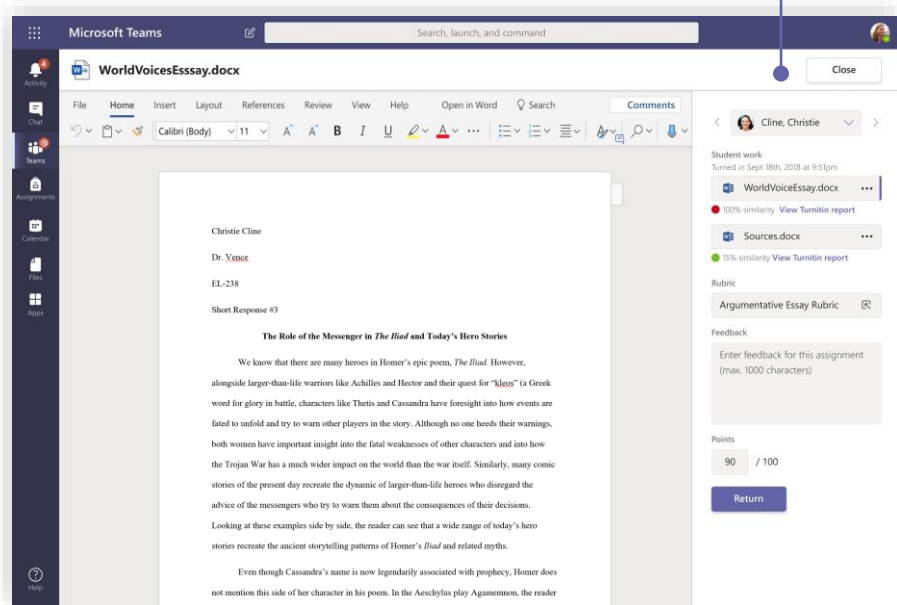 Microsoft Teams
Search, launch, and command
4
Activity
Chat
Teams
Assignments
Calendar
Files
Apps
Help
WorldVoicesEsssay.docx
Close
File Home Insert Layout References Review View Help Open in Word Search Comments
Calibri (Body) 11 A A B I U A
Christie Cline
Dr. Vence
EL-238
Short Response #3
The Role of the Messenger in The Iliad and Today's Hero Stories
We know that there are many heroes in Homer's epic poem, The Iliad. However,
alongside larger-than-life warriors like Achilles and Hector and their quest for "kleos" (a Greek
word for glory in battle, characters like Thetis and Cassandra have foresight into how events are
fated to unfold and try to warn other players in the story. Although no one heeds their warnings,
both women have important insight into the fatal weaknesses of other characters and into how
the Trojan War has a much wider impact on the world than the war itself. Similarly, many comic
stories of the present day recreate the dynamic of larger-than-life heroes who disregard the
advice of the messengers who try to warn them about the consequences of their decisions.
Looking at these examples side by side, the reader can see that a wide range of today's hero
stories recreate the ancient storytelling patterns of Homer's Iliad and related myths.
Even though Cassandra's name is now legendarily associated with prophecy, Homer does
not mention this side of her character in his poem. In the Aeschylus play Agamemnon, the reader
Cline, Christie
Student work
Turned in Sept 18th, 2018 at 9:51pm
WorldVoiceEssay.docx
100% similarity View Turnitin report
Sources.docx
15% similarity View Turnitin report
Rubric
Argumentative Essay Rubric
Feedback
Enter feedback for this assignment
(max. 1000 characters)
Points
90 / 100
Return